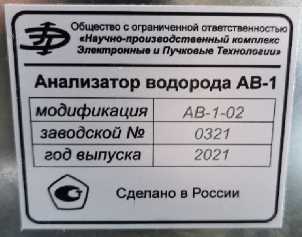 Общество с ограниченной ответственностью
«Научно-производственный комплекс
Электронные и Пучковые Технологии»
Анализатор водорода АВ-1
модификация АВ-1-02
заводской № 0321
год выпуска 2021
Сделано в России